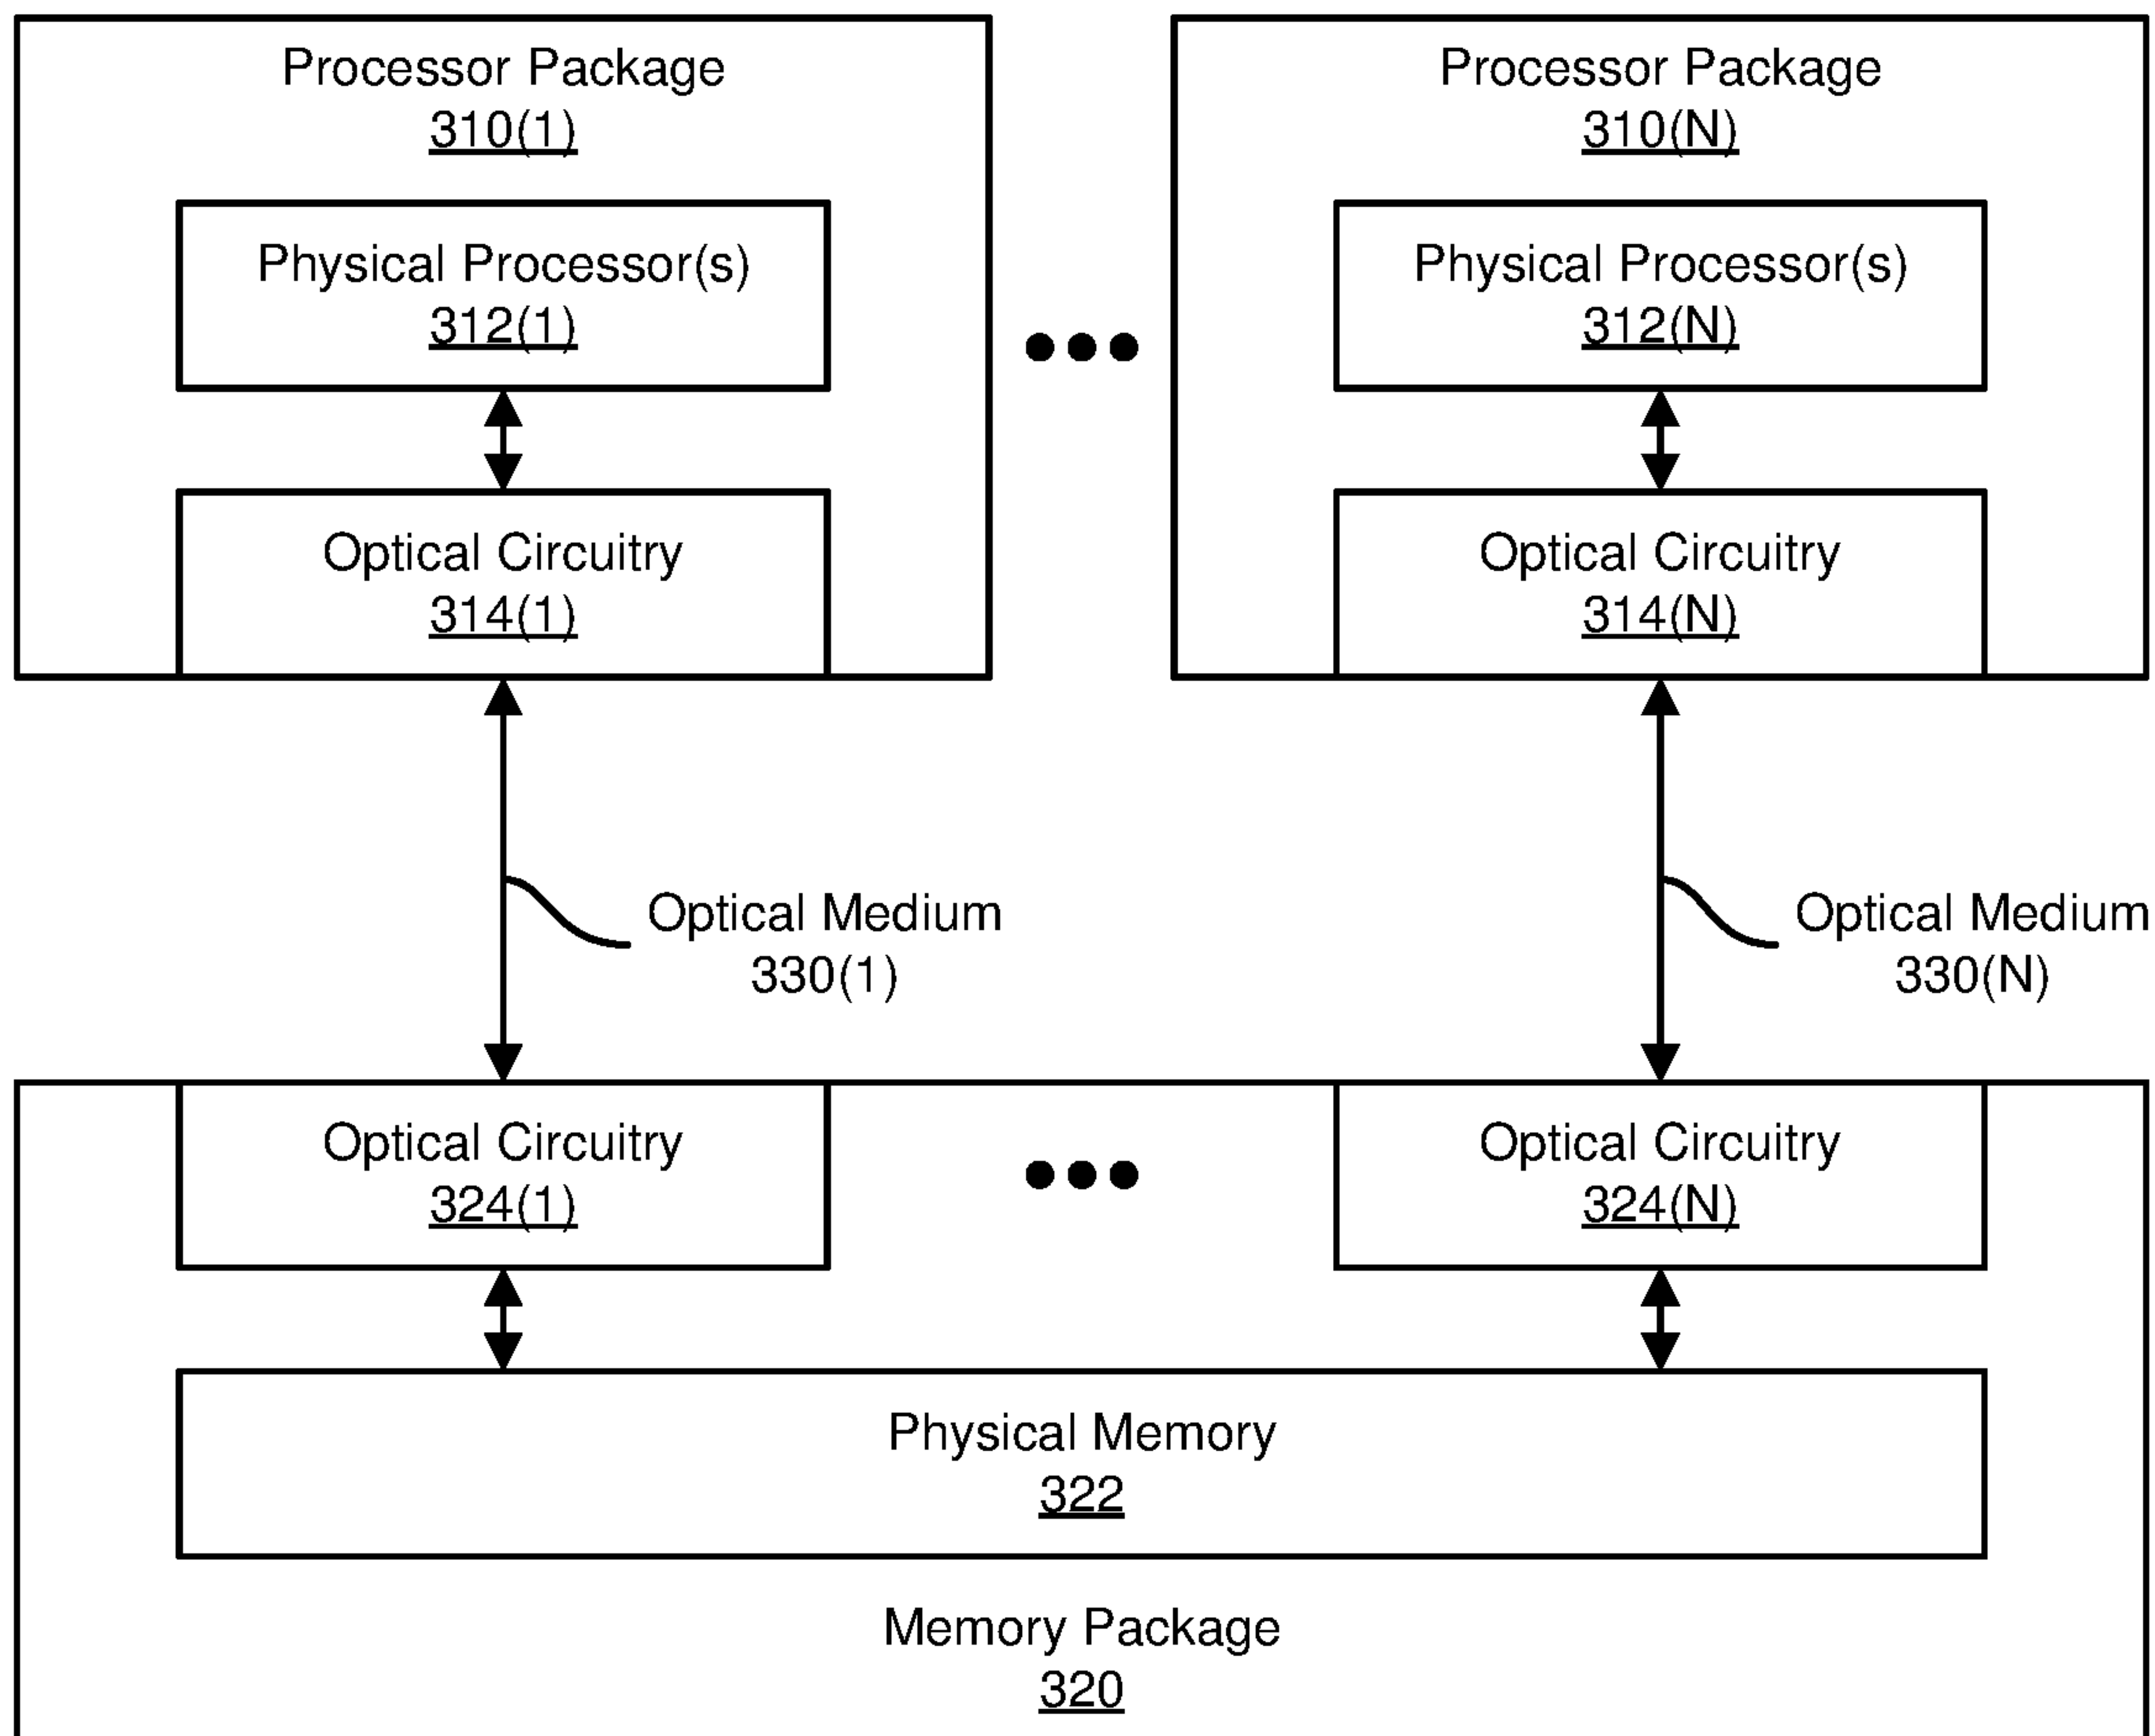 Processor Package
310(1)
Physical Processor(s)
312(1)
Optical Circuitry
314(1)
Processor Package
310(N)
Physical Processor(s)
312(N)
Optical Circuitry
314(N)
Optical Medium
330(1)
Optical Medium
330(N)
Optical Circuitry
324(1)
Optical Circuitry
324(N)
Physical Memory
322
Memory Package
320